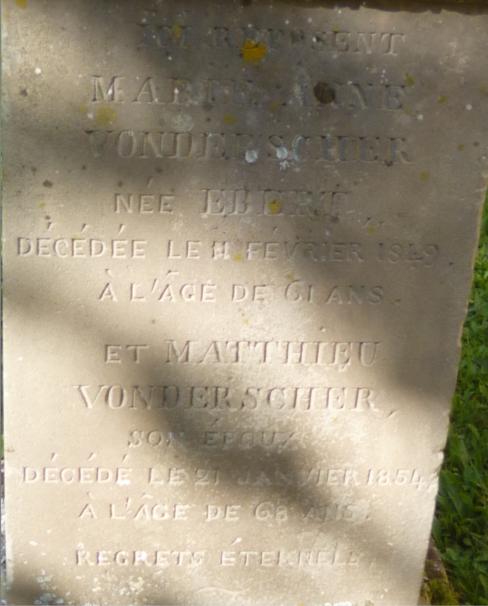 ICI REPOSENT
MARIE ANNE
VONDERSCHER
NÉE EBERT
DÉCÉDÉE LE 11 FÉVRIER 1849
À L'ÂGE DE 61 ANS.
ET MATTHIEU
VONDERSCHER,
SON ÉPOUX
DÉCÉDÉ LE 21 JANVIER 1854,
À L'ÂGE DE 68 ANS.
REGRETS ÉTERNELS.